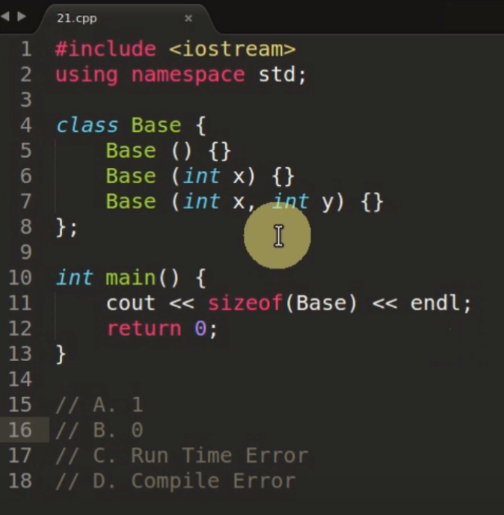 21.cpp ×
1 #include <iostream>
2 using namespace std;
3
4 class Base {
5 Base () {}
6 Base (int x) {}
7 Base (int x, int y) {}
8 };
9
10 int main() {
11 cout << sizeof(Base) << endl;
12 return 0;
13 }
14
15 // A. 1
16 // B. 0
17 // C. Run Time Error
18 // D. Compile Error